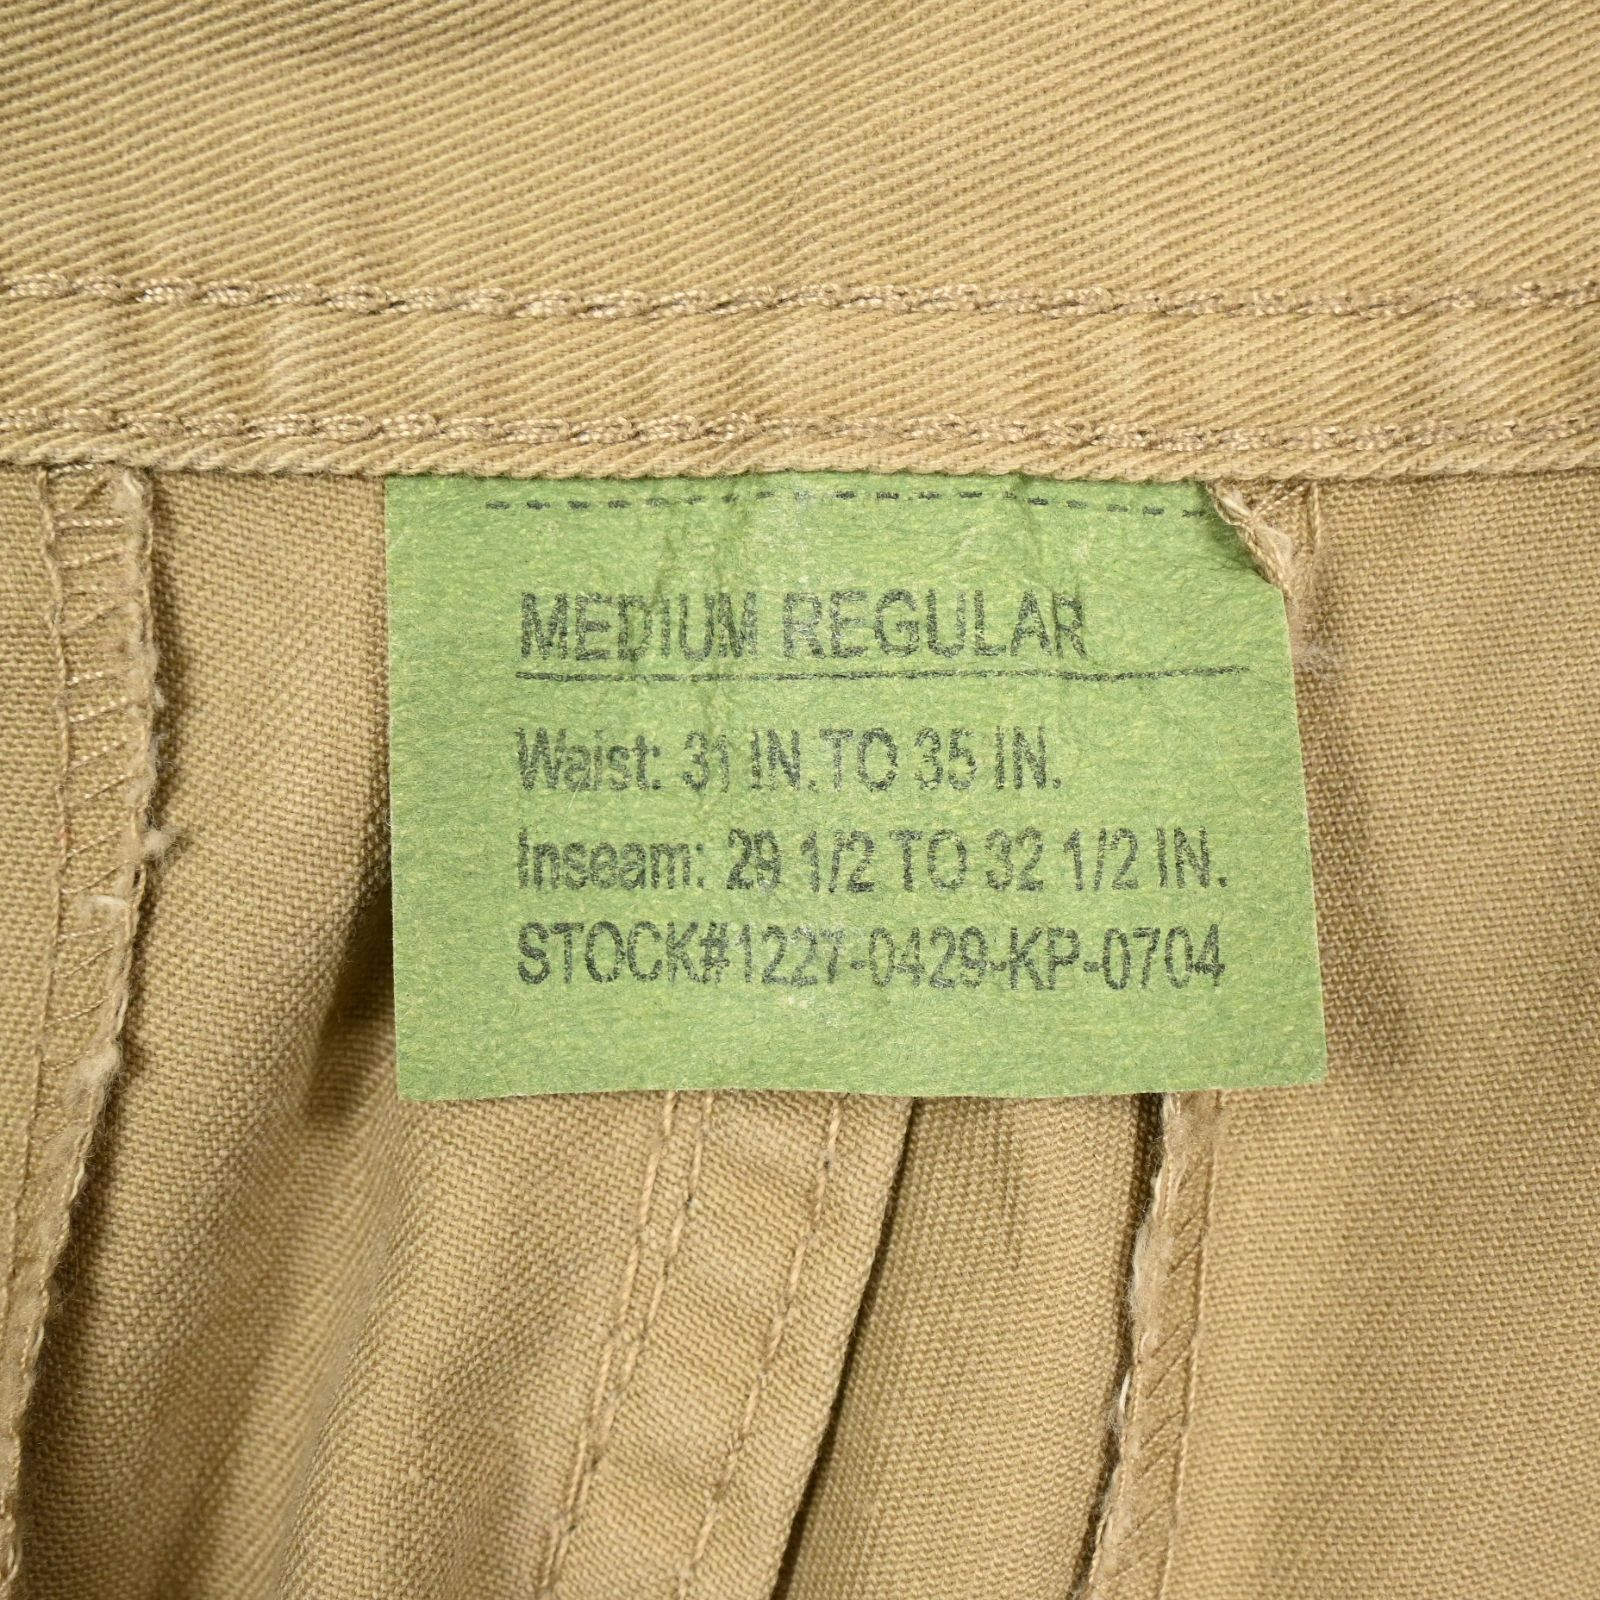 MEDIUM REGULAR
Waist: 31 IN.TO 35 IN.
Inseam: 29 1/2 TO 32 1/2 IN.
STOCK#1227-0429-KP-0704